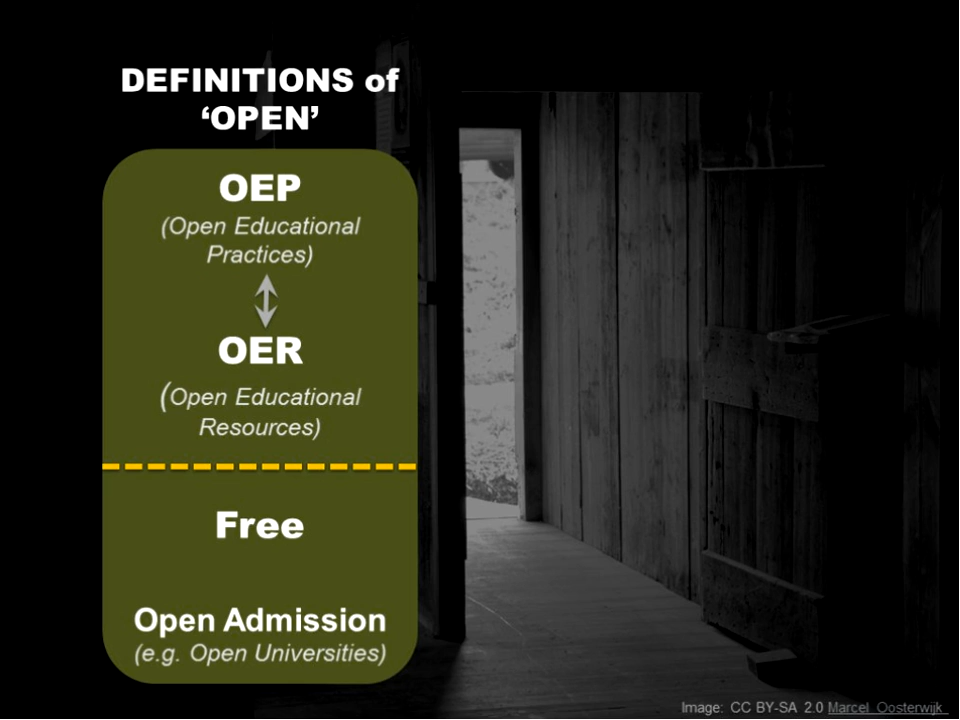 DEFINITIONS of
‘OPEN’
OEP
(Open Educational
Practices)
OER
(Open Educational
Resources)
Free
Open Admission
(e.g. Open Universities)
Image: CC BY-SA 2.0 Marcel Oosterwijk